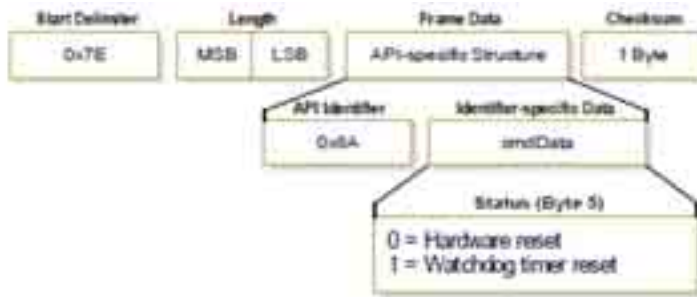 Start Delimiter
Length
Frame Data
Checksum
0x7E
MSB
LSB
API-specific Structure
1 Byte
API Identifier
Identifier-specific Data
0x8A
cmdData
Status (Byte 5)
0 = Hardware reset
1 = Watchdog timer reset